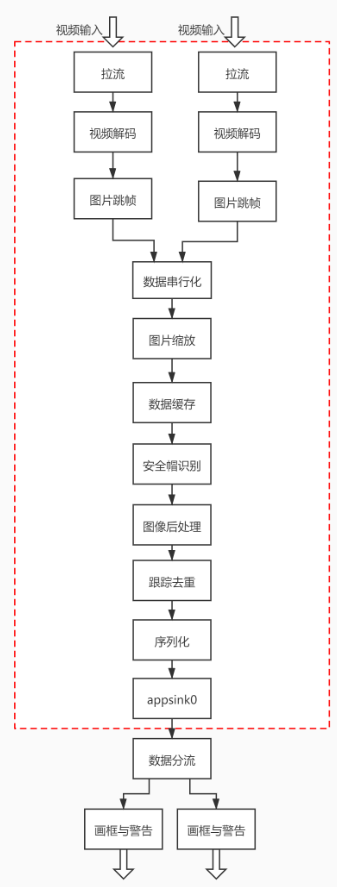 视频输入 视频输入
拉流 拉流
视频解码 视频解码
图片跳帧 图片跳帧
数据串行化
图片缩放
数据缓存
安全帽识别
图像后处理
跟踪去重
序列化
appsink0
数据分流
画框与警告 画框与警告